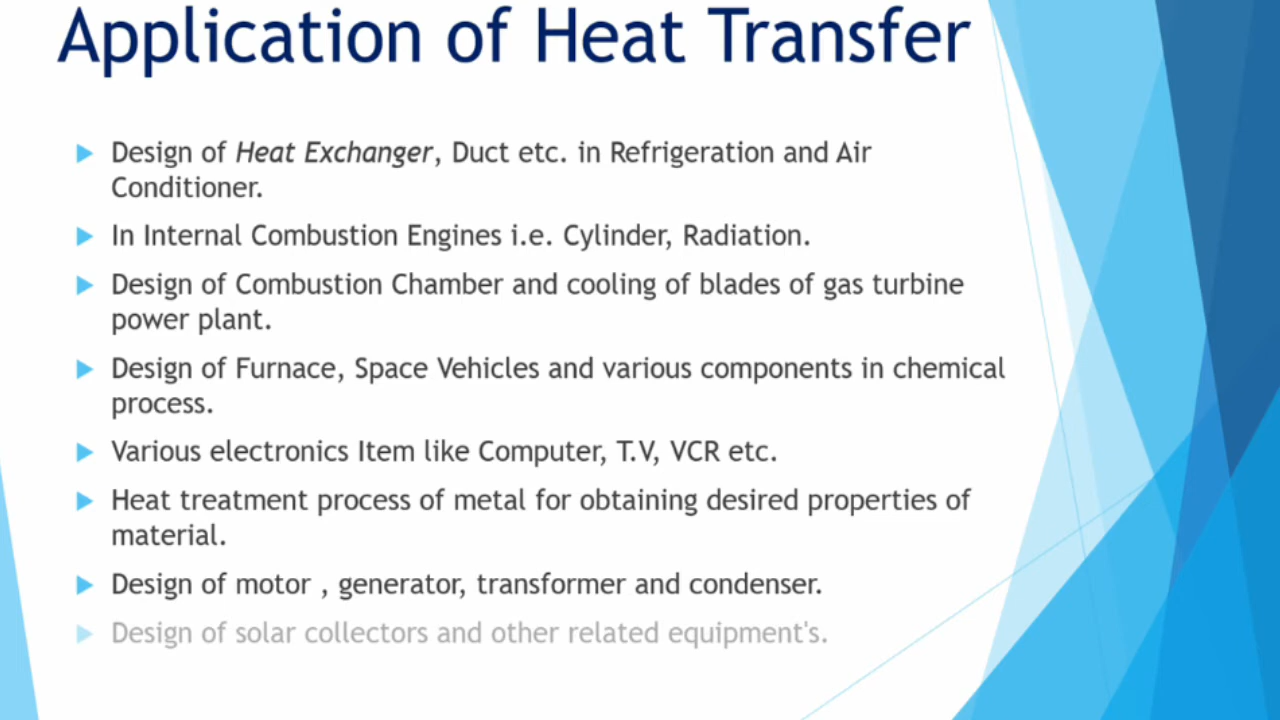 Application of Heat Transfer
Design of Heat Exchanger, Duct etc. in Refrigeration and Air
Conditioner.
In Internal Combustion Engines i.e. Cylinder, Radiation.
Design of Combustion Chamber and cooling of blades of gas turbine
power plant.
Design of Furnace, Space Vehicles and various components in chemical
process.
Various electronics Item like Computer, T.V, VCR etc.
Heat treatment process of metal for obtaining desired properties of
material.
Design of motor , generator, transformer and condenser.
Design of solar collectors and other related equipment's.